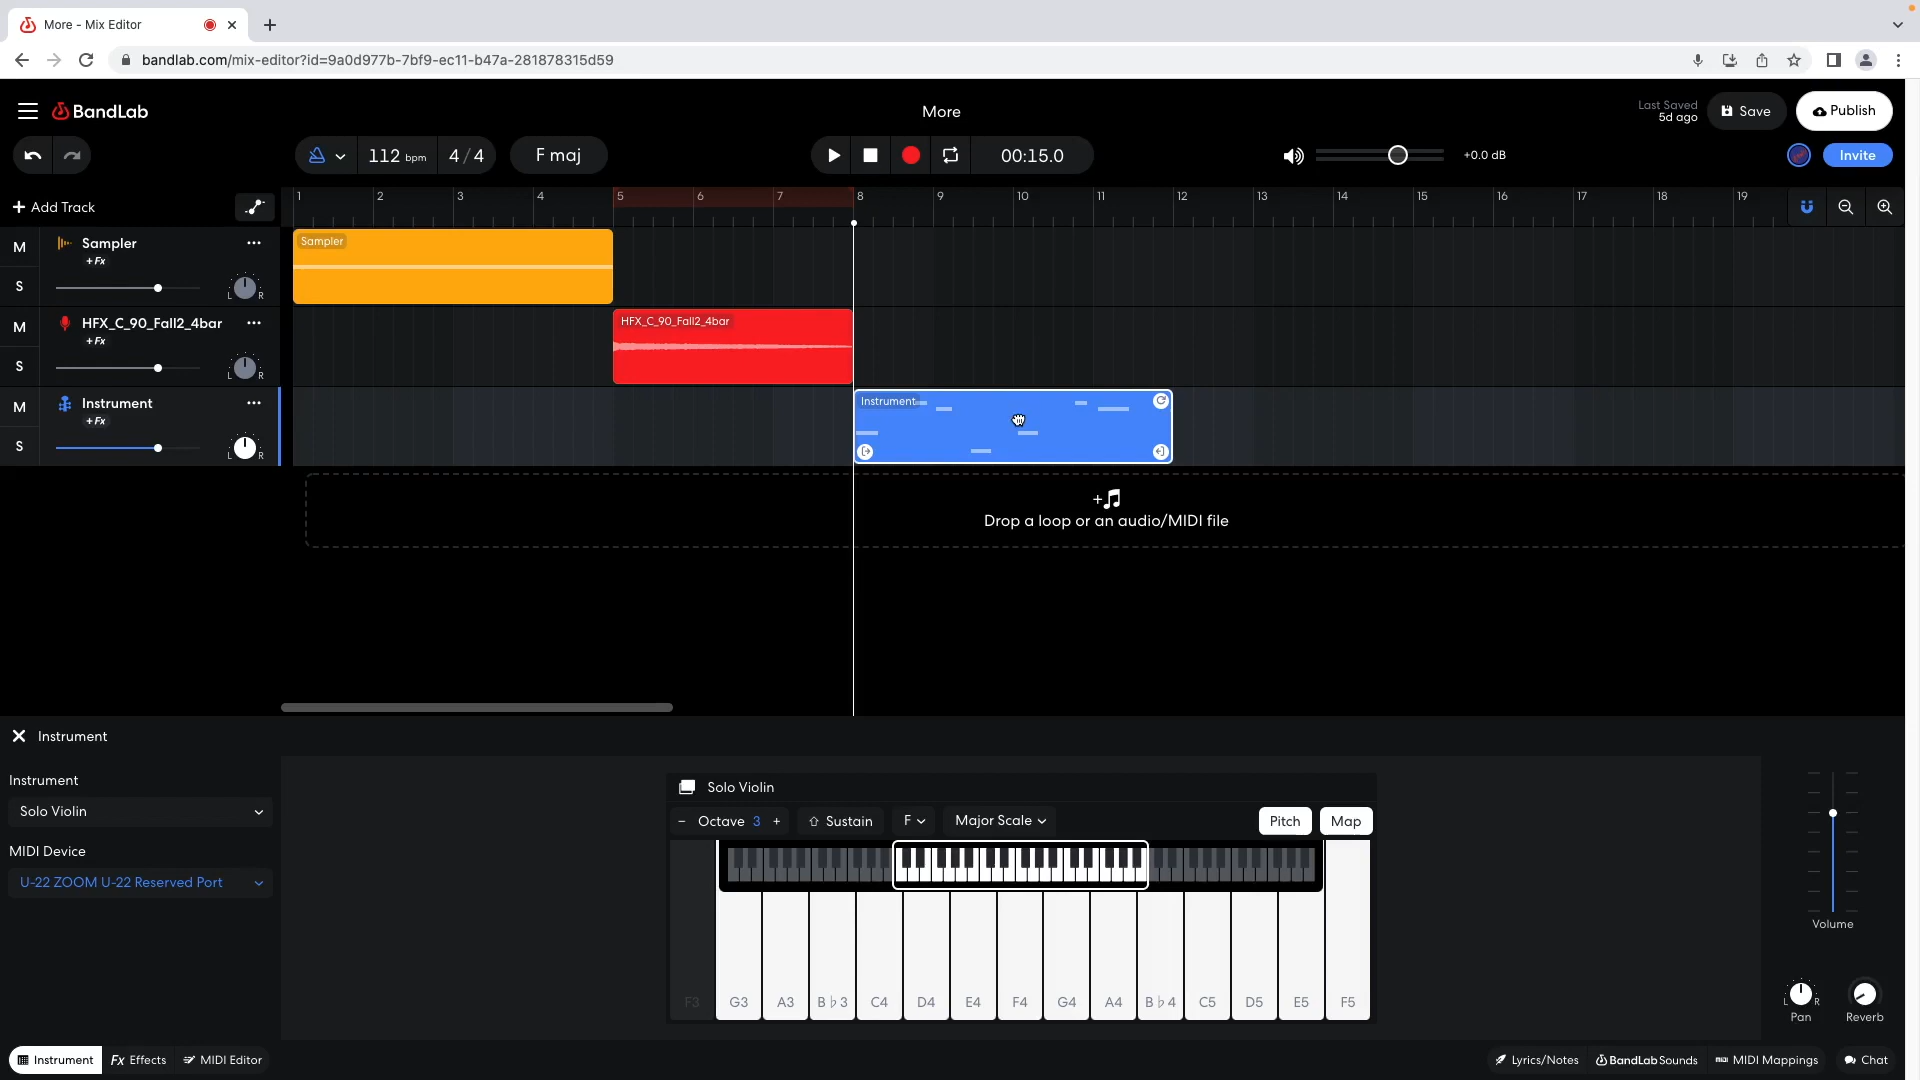 More - Mix Editor
bandlab.com/mix-editor?id=9a0d977b-7bf9-ec11-b47a-281878315d59
BandLab
More
Last Saved
5d ago
Save
Publish
112 bpm
4 / 4
F maj
00:15.0
+0.0 dB
Invite
Add Track
1 2 3 4 5 6 7 8 9 10 11 12 13 14 15 16 17 18 19
M
Sampler
+Fx
S
L R
Sampler
M
HFX_C_90_Fall2_4bar
+Fx
S
L R
HFX_C_90_Fall2_4bar
M
Instrument
+Fx
S
L R
Instrument
Drop a loop or an audio/MIDI file
Instrument
Instrument
Solo Violin
MIDI Device
U-22 ZOOM U-22 Reserved Port
Solo Violin
- Octave 3 +
Sustain
F
Major Scale
Pitch
Map
F3 G3 A3 B♭3 C4 D4 E4 F4 G4 A4 B♭4 C5 D5 E5 F5
Volume
L R
Pan
Reverb
Instrument
Fx Effects
MIDI Editor
Lyrics/Notes
BandLab Sounds
MIDI Mappings
Chat